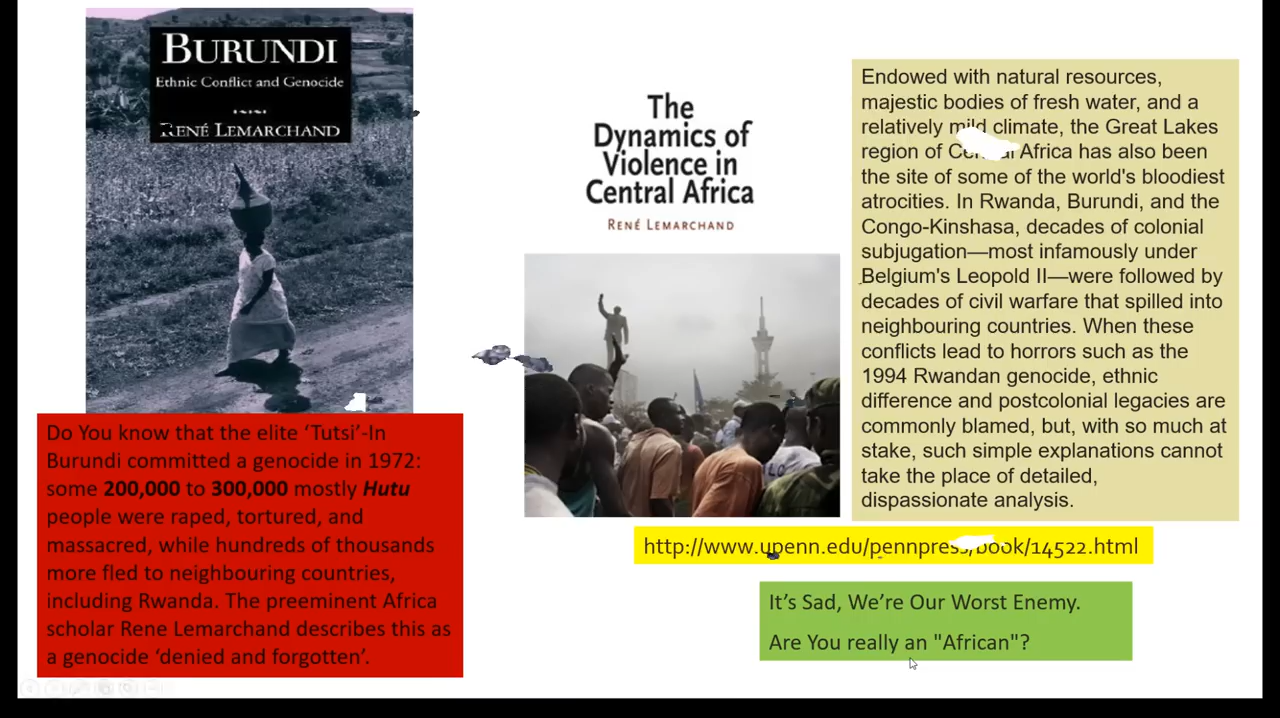 BURUNDI
Ethnic Conflict and Genocide
RENÉ LEMARCHAND
Do You know that the elite ‘Tutsi’-In
Burundi committed a genocide in 1972:
some 200,000 to 300,000 mostly Hutu
people were raped, tortured, and
massacred, while hundreds of thousands
more fled to neighbouring countries,
including Rwanda. The preeminent Africa
scholar Rene Lemarchand describes this as
a genocide ‘denied and forgotten’.
The
Dynamics of
Violence in
Central Africa
RENÉ LEMARCHAND
Endowed with natural resources,
majestic bodies of fresh water, and a
relatively mild climate, the Great Lakes
region of Central Africa has also been
the site of some of the world's bloodiest
atrocities. In Rwanda, Burundi, and the
Congo-Kinshasa, decades of colonial
subjugation—most infamously under
Belgium's Leopold II—were followed by
decades of civil warfare that spilled into
neighbouring countries. When these
conflicts lead to horrors such as the
1994 Rwandan genocide, ethnic
difference and postcolonial legacies are
commonly blamed, but, with so much at
stake, such simple explanations cannot
take the place of detailed,
dispassionate analysis.
http://www.upenn.edu/pennpress/book/14522.html
It’s Sad, We’re Our Worst Enemy.
Are You really an "African"?